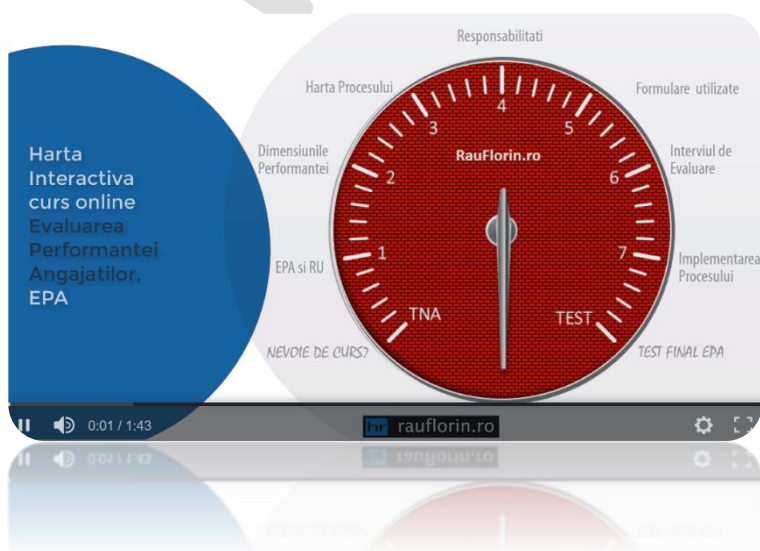 Harta
Interactiva
curs online
Evaluarea
Performantei
Angajatilor,
EPA
Responsabilitati
Harta Procesului
Formulare utilizate
Dimensiunile
Performantei
Interviul de
Evaluare
EPA si RU
Implementarea
Procesului
NEVOIE DE CURS?
TEST FINAL EPA
RauFlorin.ro
TNA
1
2
3
4
5
6
7
TEST
0:01 / 1:43
hr rauflorin.ro